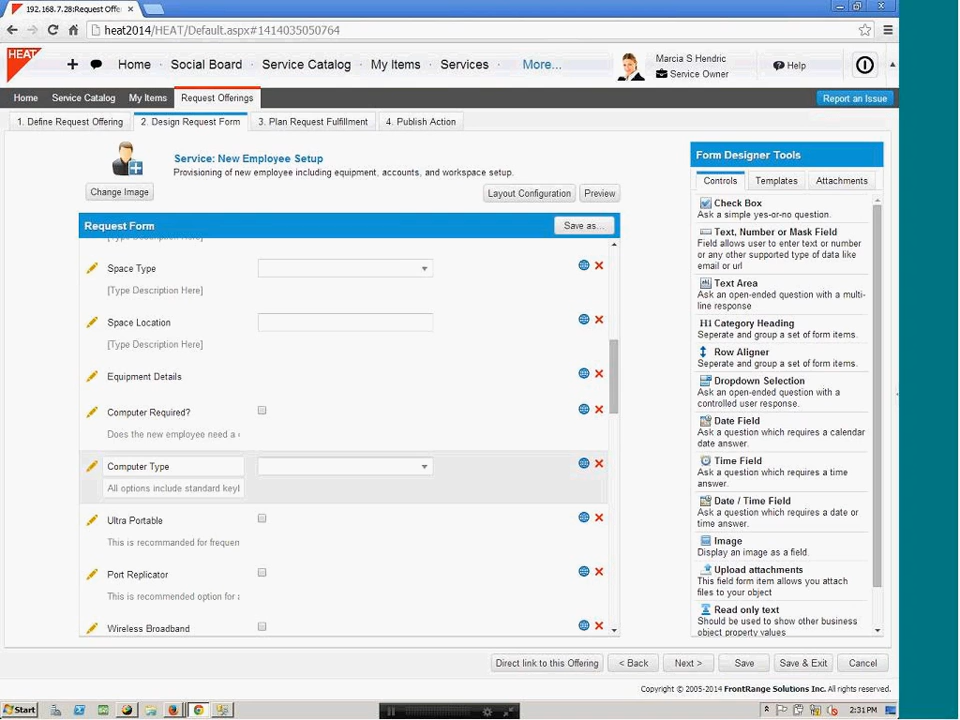 192.168.7.28:Request Offe
heat2014/HEAT/Default.aspx#1414035050764
HEAT
Home
Social Board
Service Catalog
My Items
Services
More...
Marcia S Hendric
Service Owner
Help
Home
Service Catalog
My Items
Request Offerings
Report an Issue
1. Define Request Offering
2. Design Request Form
3. Plan Request Fulfillment
4. Publish Action
Service: New Employee Setup
Provisioning of new employee including equipment, accounts, and workspace setup.
Change Image
Layout Configuration
Preview
Request Form
Save as...
[Type Description Here]
Space Type
[Type Description Here]
Space Location
[Type Description Here]
Equipment Details
Computer Required?
Does the new employee need a
Computer Type
All options include standard keyl
Ultra Portable
This is recommanded for frequen
Port Replicator
This is recommended option for
Wireless Broadband
Form Designer Tools
Controls
Templates
Attachments
Check Box
Ask a simple yes-or-no question.
Text, Number or Mask Field
Field allows user to enter text or number
or any other supported type of data like
email or url
Text Area
Ask an open-ended question with a multi-
line response
H1 Category Heading
Seperate and group a set of form items.
Row Aligner
Seperate and group a set of form items.
Dropdown Selection
Ask an open-ended question with a
controlled user response.
Date Field
Ask a question which requires a calendar
date answer.
Time Field
Ask a question which requires a time
answer.
Date / Time Field
Ask a question which requires a date or
time answer.
Image
Display an image as a field.
Upload attachments
This field form item allows you attach
files to your object
Read only text
Should be used to show other business
object property values
Direct link to this Offering
< Back
Next >
Save
Save & Exit
Cancel
Copyright © 2005-2014 FrontRange Solutions Inc. All rights reserved.
Start
2:31PM